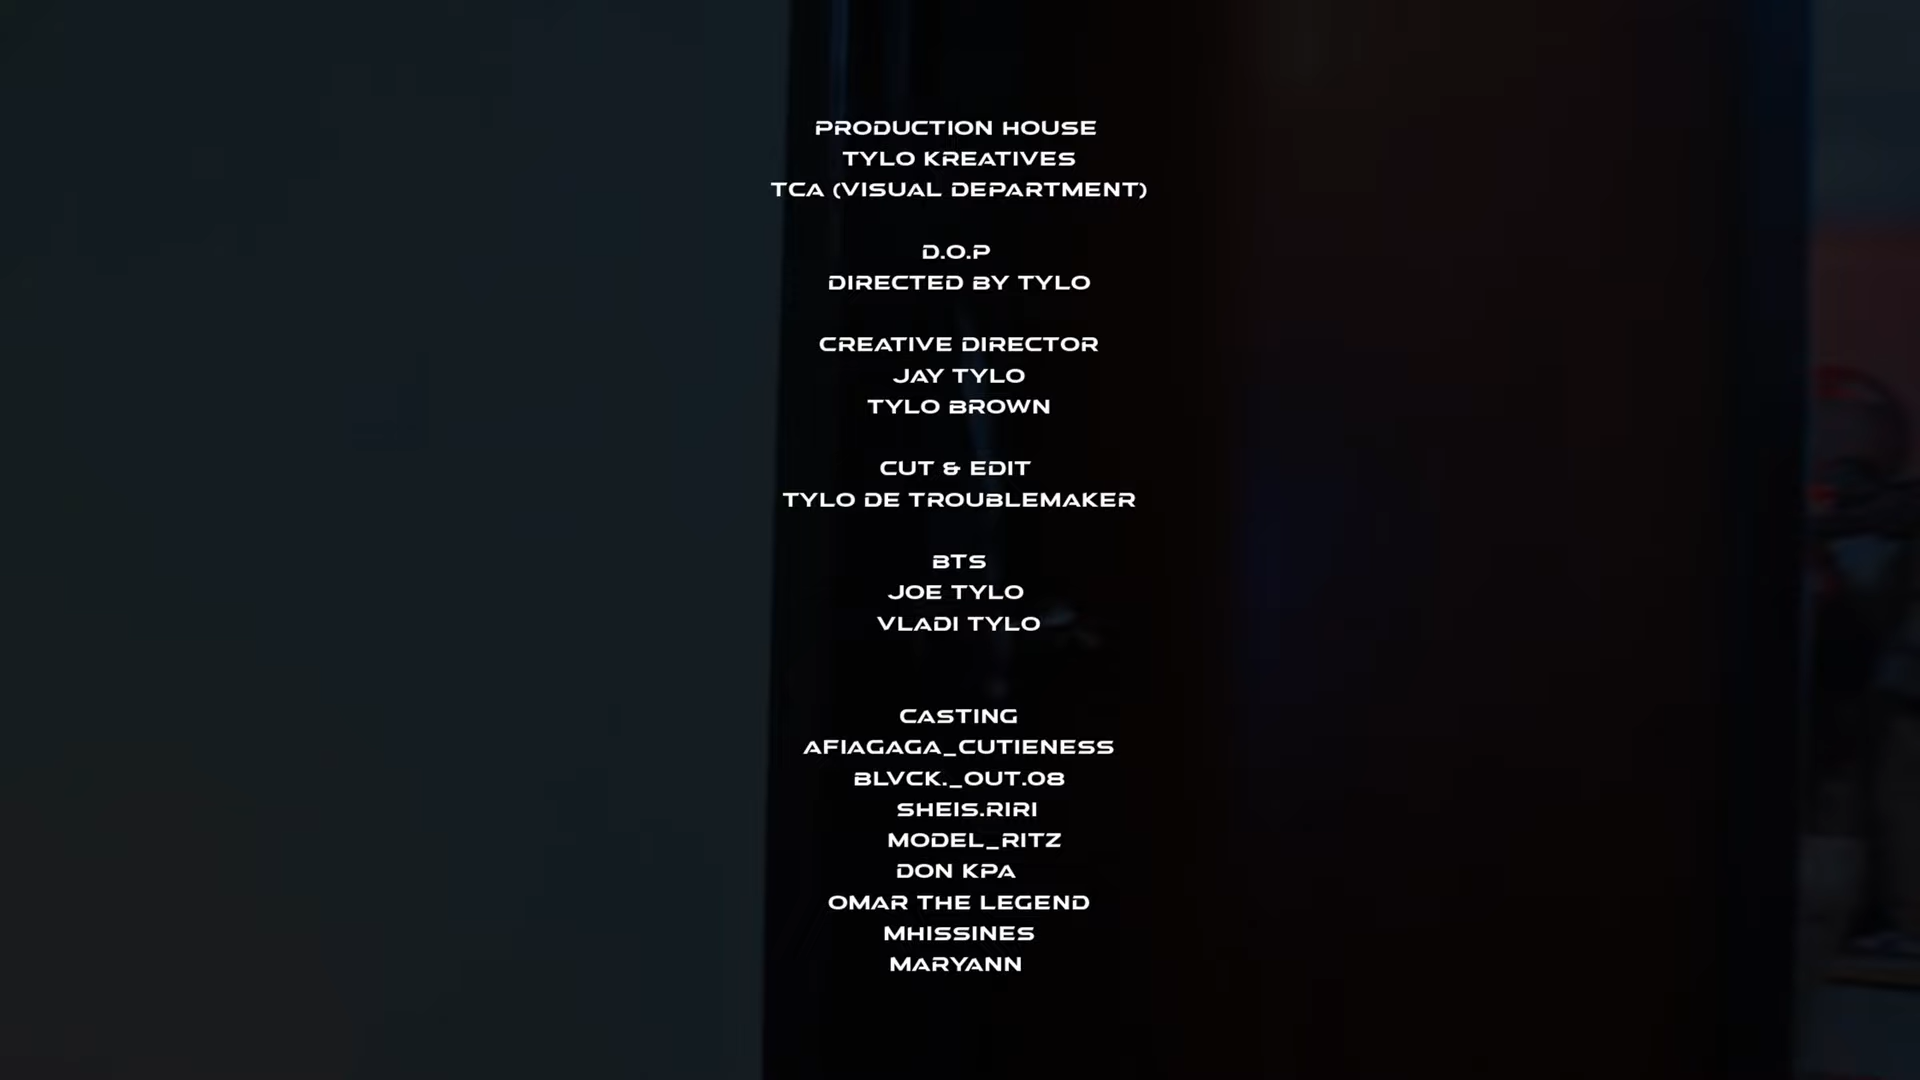 PRODUCTION HOUSE
TYLO KREATIVES
TCA (VISUAL DEPARTMENT)
D.O.P
DIRECTED BY TYLO
CREATIVE DIRECTOR
JAY TYLO
TYLO BROWN
CUT & EDIT
TYLO DE TROUBLEMAKER
BTS
JOE TYLO
VLADI TYLO
CASTING
AFIAGAGA_CUTIENESS
BLVCK._OUT.08
SHEIS.RIRI
MODEL_RITZ
DON KPA
OMAR THE LEGEND
MHISSINES
MARYANN